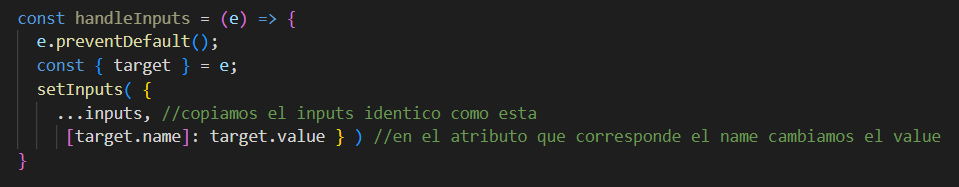 const handleInputs = (e) => {
e.preventDefault();
const { target } = e;
setInputs( {
...inputs, //copiamos el inputs identico como esta
[target.name]: target.value } ) //en el atributo que corresponde el name cambiamos el value
}